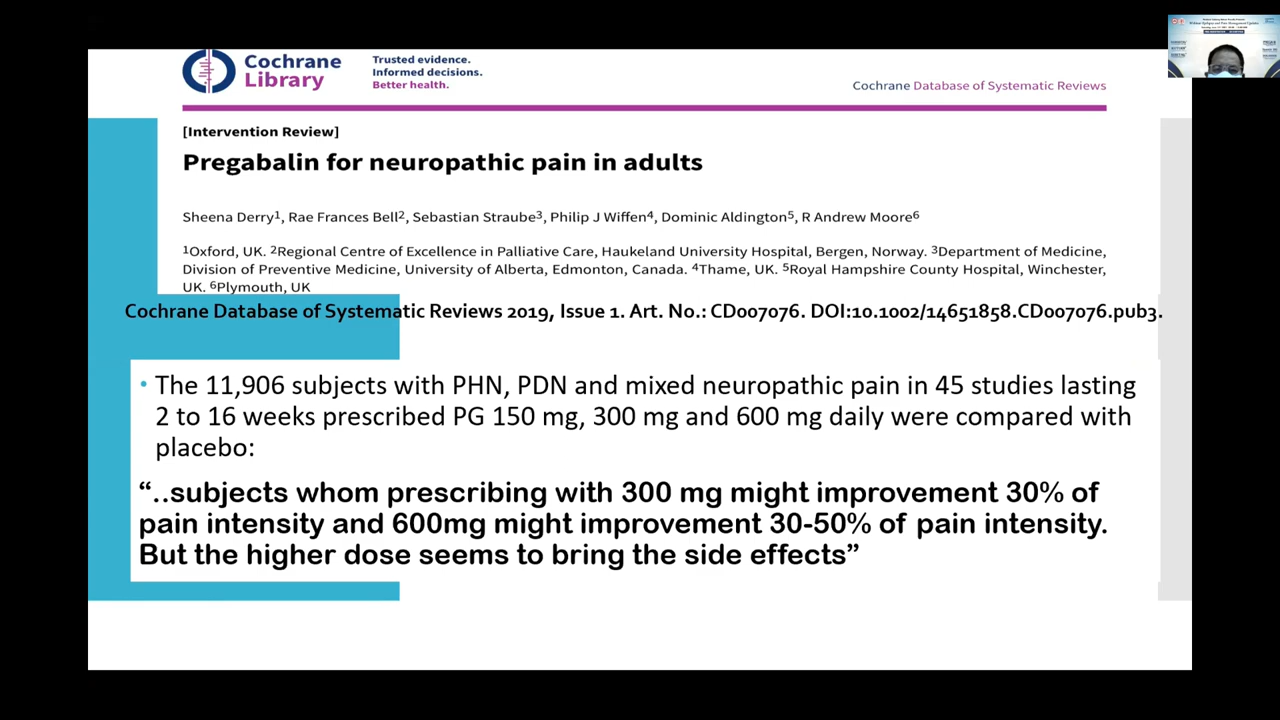 Cochrane
Library
Trusted evidence.
Informed decisions.
Better health.
Cochrane Database of Systematic Reviews
[Intervention Review]
Pregabalin for neuropathic pain in adults
Sheena Derry1, Rae Frances Bell2, Sebastian Straube3, Philip J Wiffen4, Dominic Aldington5, R Andrew Moore6
1Oxford, UK. 2Regional Centre of Excellence in Palliative Care, Haukeland University Hospital, Bergen, Norway. 3Department of Medicine,
Division of Preventive Medicine, University of Alberta, Edmonton, Canada. 4Thame, UK. 5Royal Hampshire County Hospital, Winchester,
UK. 6Plymouth, UK
Cochrane Database of Systematic Reviews 2019, Issue 1. Art. No.: CD007076. DOI:10.1002/14651858.CD007076.pub3.
• The 11,906 subjects with PHN, PDN and mixed neuropathic pain in 45 studies lasting
2 to 16 weeks prescribed PG 150 mg, 300 mg and 600 mg daily were compared with
placebo:
“..subjects whom prescribing with 300 mg might improvement 30% of
pain intensity and 600mg might improvement 30-50% of pain intensity.
But the higher dose seems to bring the side effects”